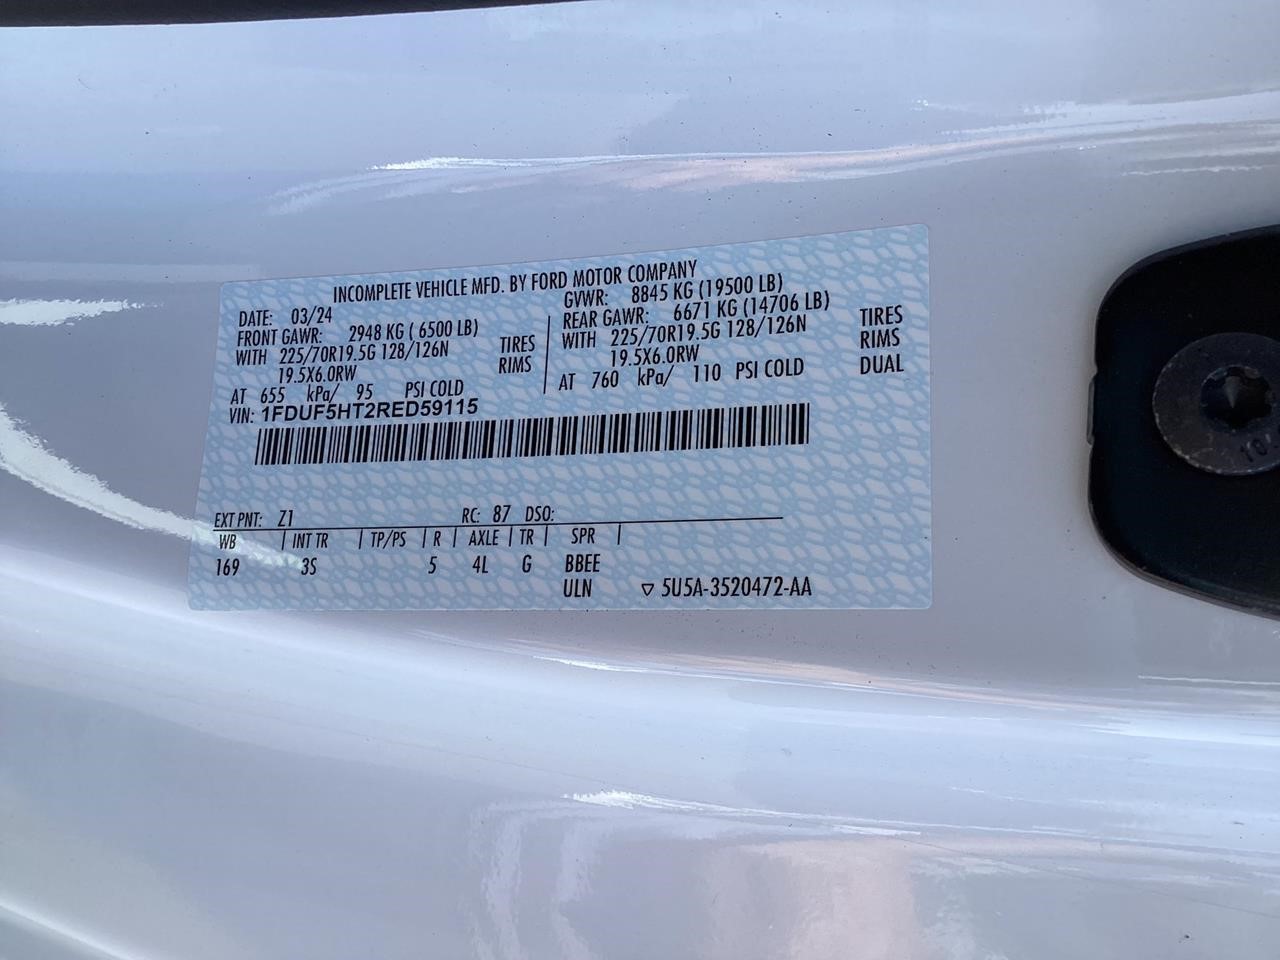 INCOMPLETE VEHICLE MFD. BY FORD MOTOR COMPANY
DATE: 03/24
FRONT GAWR: 2948 KG (6500 LB)
WITH 225/70R19.5G 128/126N TIRES
19.5X6.0RW RIMS
AT 655 kPa/ 95 PSI COLD
GVWR: 8845 KG (19500 LB)
REAR GAWR: 6671 KG (14706 LB)
WITH 225/70R19.5G 128/126N TIRES
19.5X6.0RW RIMS
AT 760 kPa/ 110 PSI COLD DUAL
VIN: 1FDUF5HT2RED59115
EXT PNT: Z1 RC: 87 DSO:
WB | INT TR | TP/PS | R | AXLE | TR | SPR |
169 3S 5 4L G BBEE
ULN ▽ 5U5A-3520472-AA